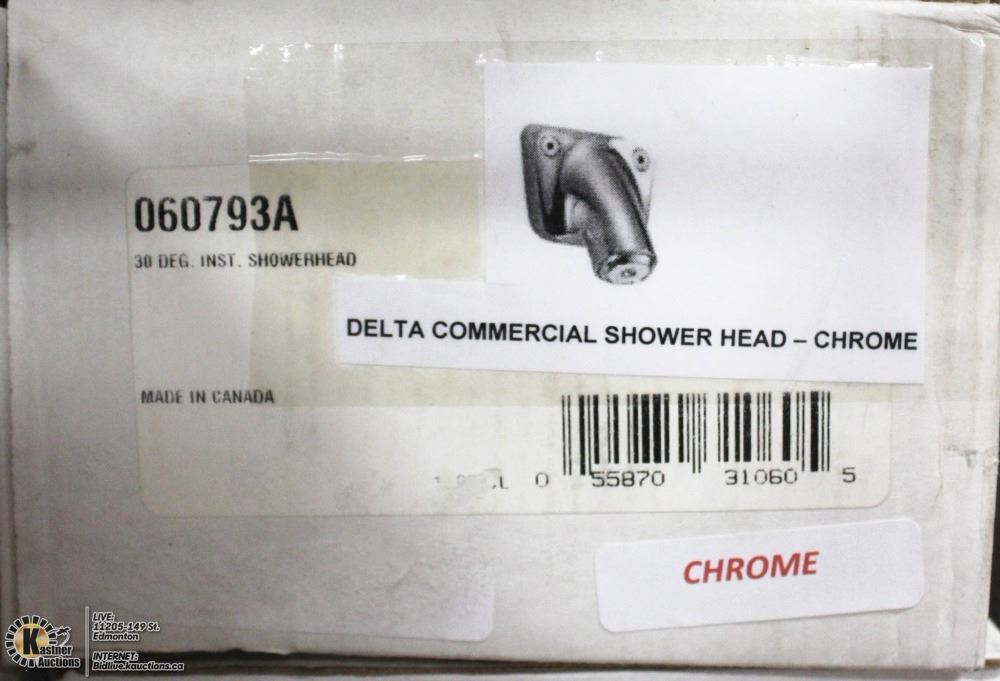 060793A
30 DEG. INST. SHOWERHEAD
DELTA COMMERCIAL SHOWER HEAD – CHROME
MADE IN CANADA
0 55870 31060 5
CHROME
Kastner
Auctions
LIVE:
11205-149 St.
Edmonton
INTERNET:
Bidlive.kauctions.ca